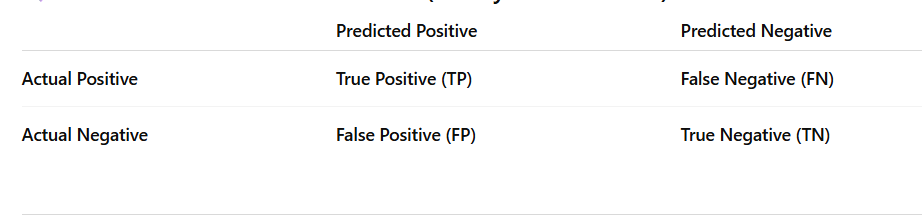 Predicted Positive Predicted Negative
Actual Positive True Positive (TP) False Negative (FN)
Actual Negative False Positive (FP) True Negative (TN)